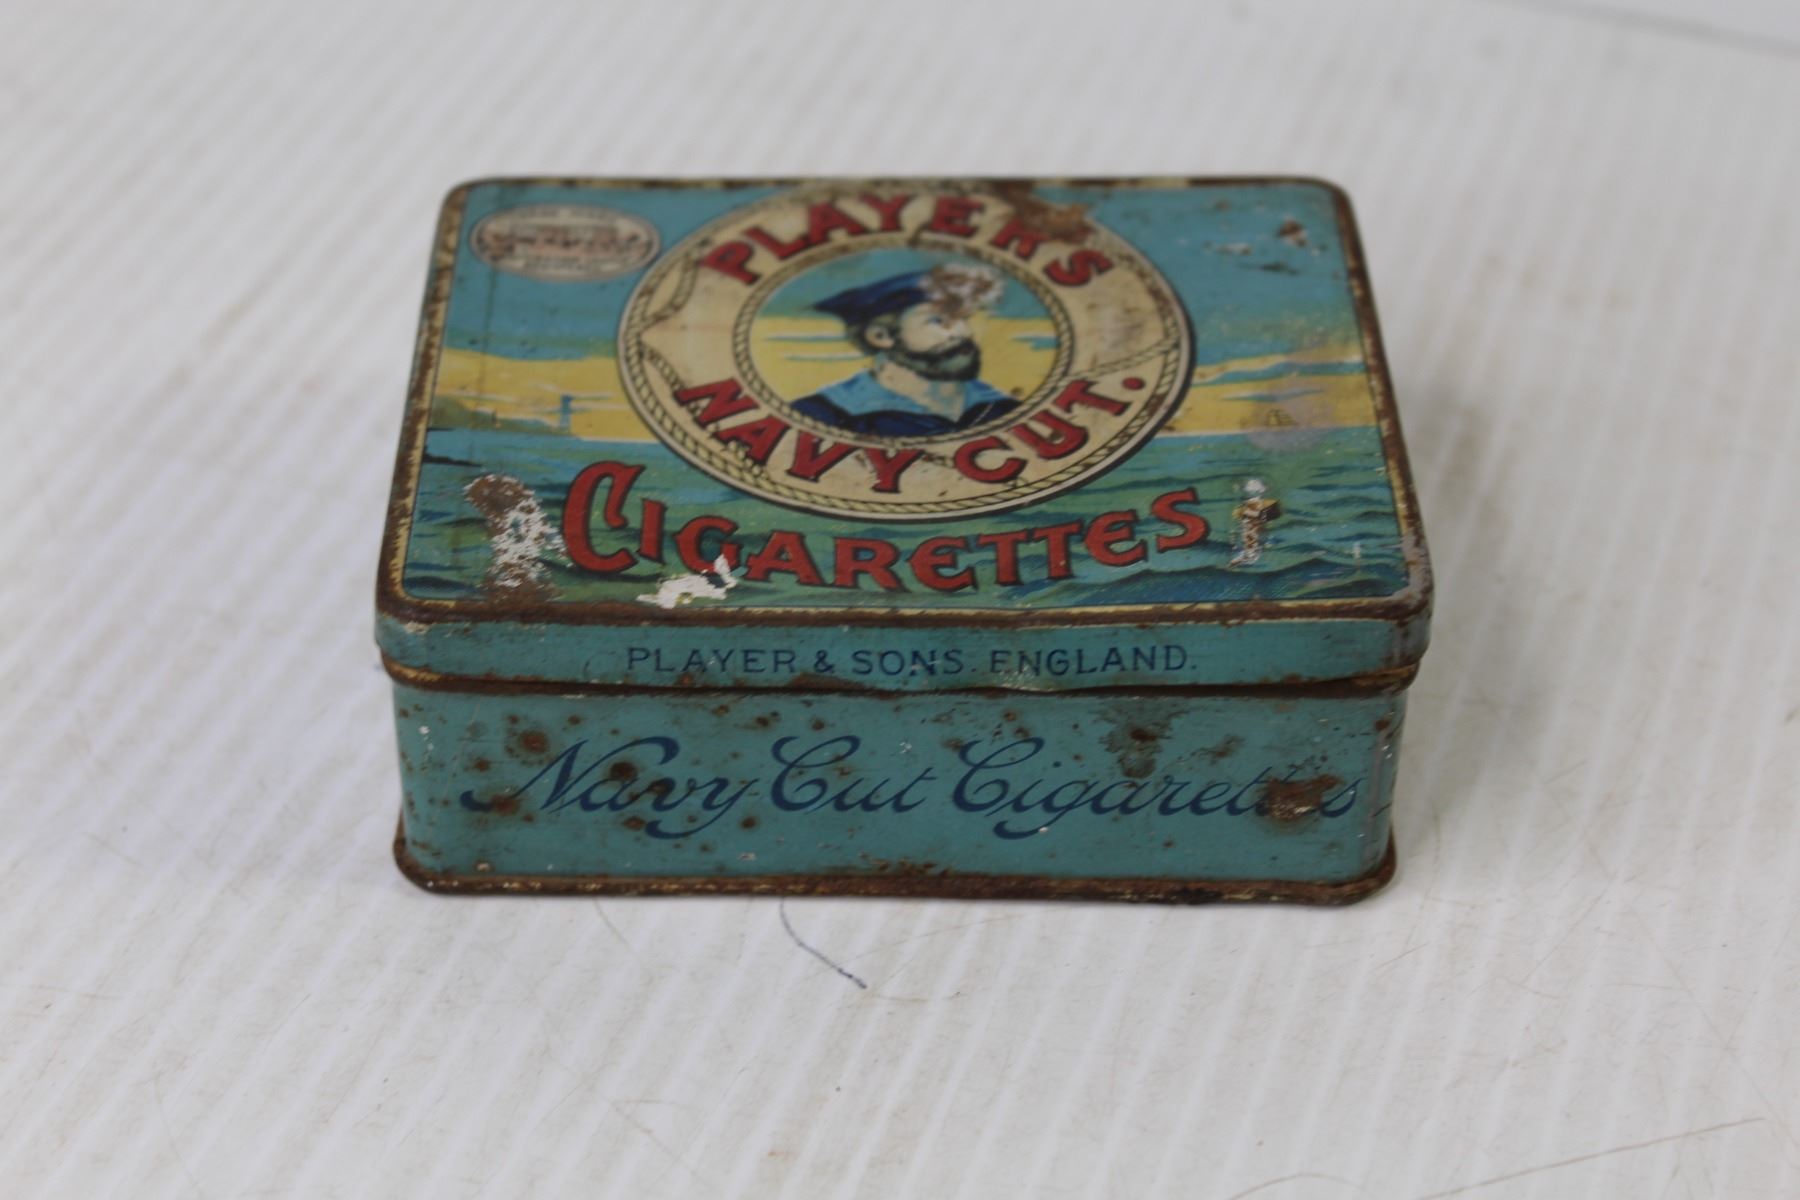 PLAYER'S
NAVY CUT.
CIGARETTES
PLAYER & SONS. ENGLAND.
Navy Cut Cigarettes